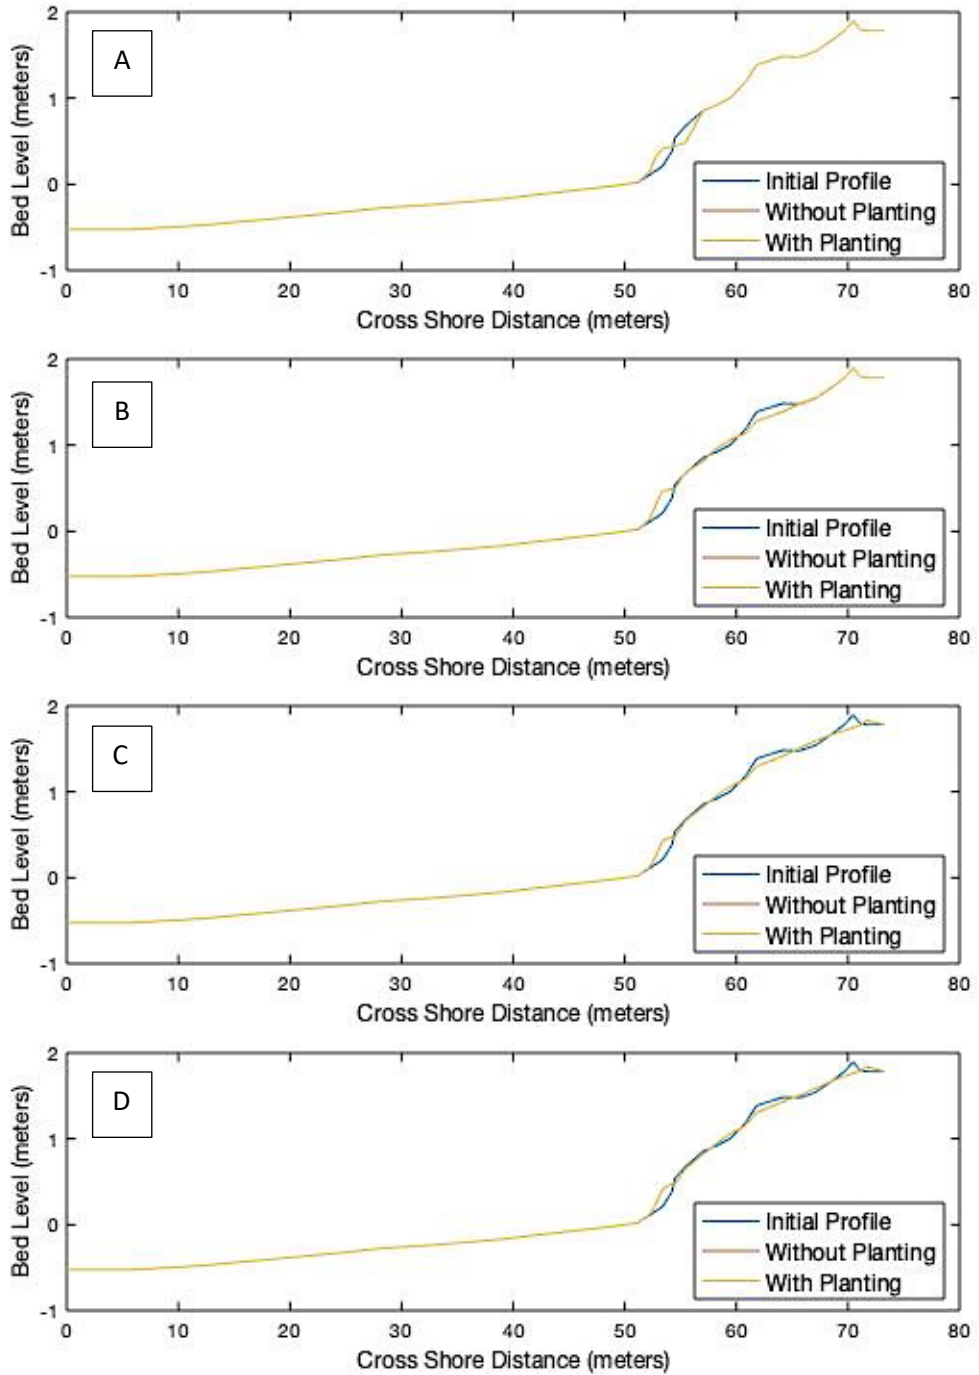 2
A
1
0
-1
Bed Level (meters)
Initial Profile
Without Planting
With Planting
0 10 20 30 40 50 60 70 80
Cross Shore Distance (meters)
2
B
1
0
-1
Bed Level (meters)
Initial Profile
Without Planting
With Planting
0 10 20 30 40 50 60 70 80
Cross Shore Distance (meters)
2
C
1
0
-1
Bed Level (meters)
Initial Profile
Without Planting
With Planting
0 10 20 30 40 50 60 70 80
Cross Shore Distance (meters)
2
D
1
0
-1
Bed Level (meters)
Initial Profile
Without Planting
With Planting
0 10 20 30 40 50 60 70 80
Cross Shore Distance (meters)